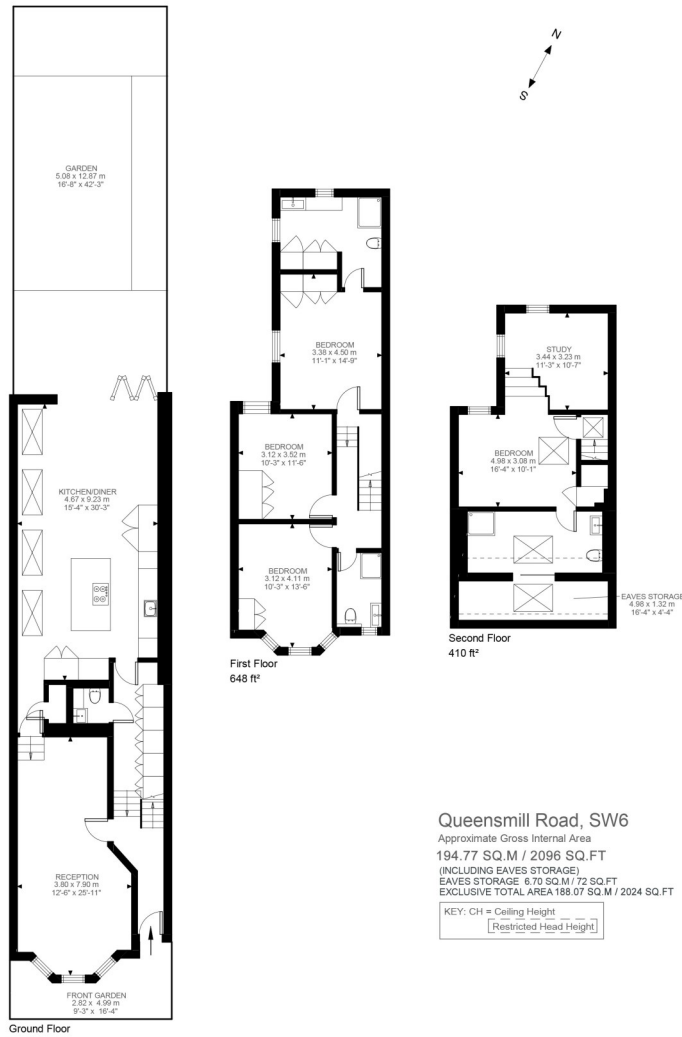 N
S
GARDEN
5.08 x 12.87 m
16'-8" x 42'-3"
BEDROOM
3.38 x 4.50 m
11'-1" x 14'-9"
STUDY
3.44 x 3.23 m
11'-3" x 10'-7"
KITCHEN/DINER
4.67 x 9.23 m
15'-4" x 30'-3"
BEDROOM
3.12 x 3.52 m
10'-3" x 11'-6"
BEDROOM
4.98 x 3.08 m
16'-4" x 10'-1"
BEDROOM
3.12 x 4.11 m
10'-3" x 13'-6"
EAVES STORAGE
4.98 x 1.32 m
16'-4" x 4'-4"
First Floor
648 ft²
Second Floor
410 ft²
RECEPTION
3.80 x 7.90 m
12'-6" x 25'-11"
FRONT GARDEN
2.82 x 4.99 m
9'-3" x 16'-4"
Ground Floor
Queensmill Road, SW6
Approximate Gross Internal Area
194.77 SQ.M / 2096 SQ.FT
(INCLUDING EAVES STORAGE)
EAVES STORAGE 6.70 SQ.M / 72 SQ.FT
EXCLUSIVE TOTAL AREA 188.07 SQ.M / 2024 SQ.FT
KEY: CH = Ceiling Height
Restricted Head Height